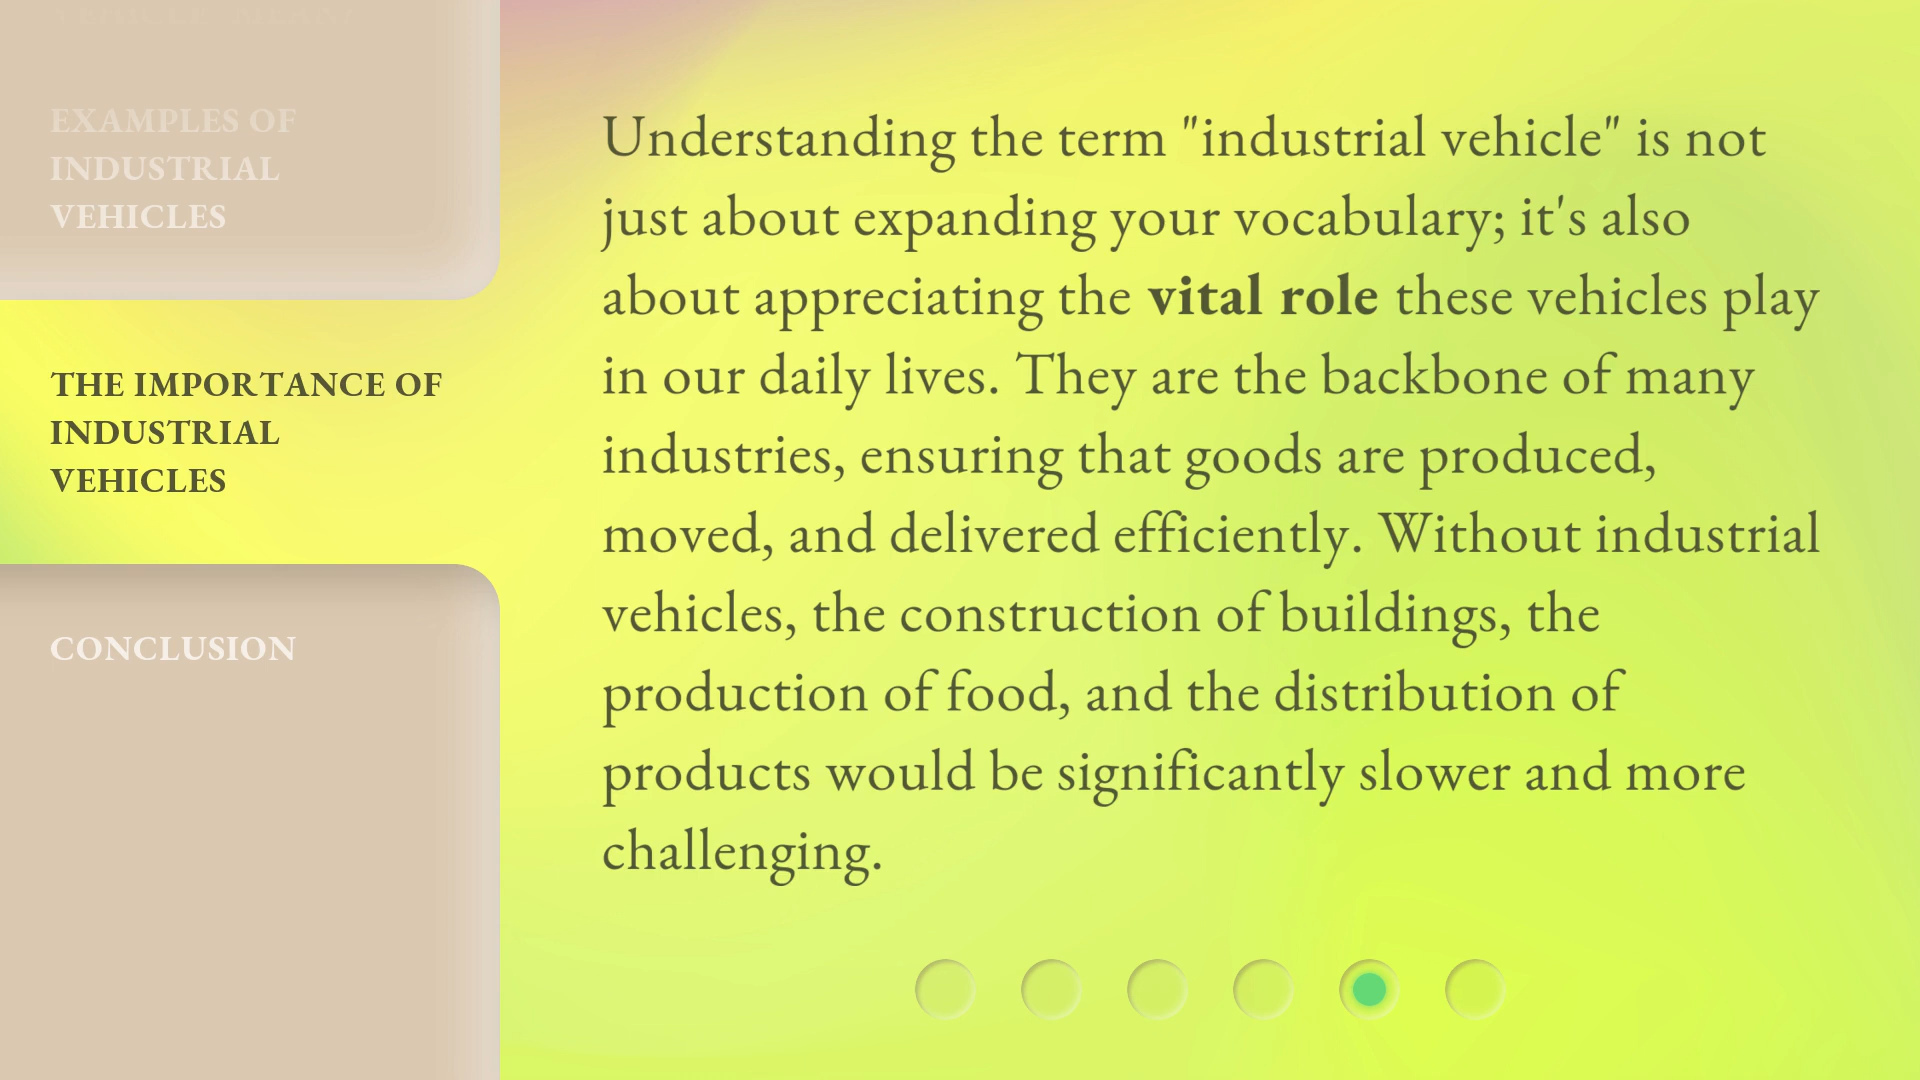 EXAMPLES OF
INDUSTRIAL
VEHICLES
THE IMPORTANCE OF
INDUSTRIAL
VEHICLES
CONCLUSION
Understanding the term "industrial vehicle" is not
just about expanding your vocabulary; it's also
about appreciating the vital role these vehicles play
in our daily lives. They are the backbone of many
industries, ensuring that goods are produced,
moved, and delivered efficiently. Without industrial
vehicles, the construction of buildings, the
production of food, and the distribution of
products would be significantly slower and more
challenging.